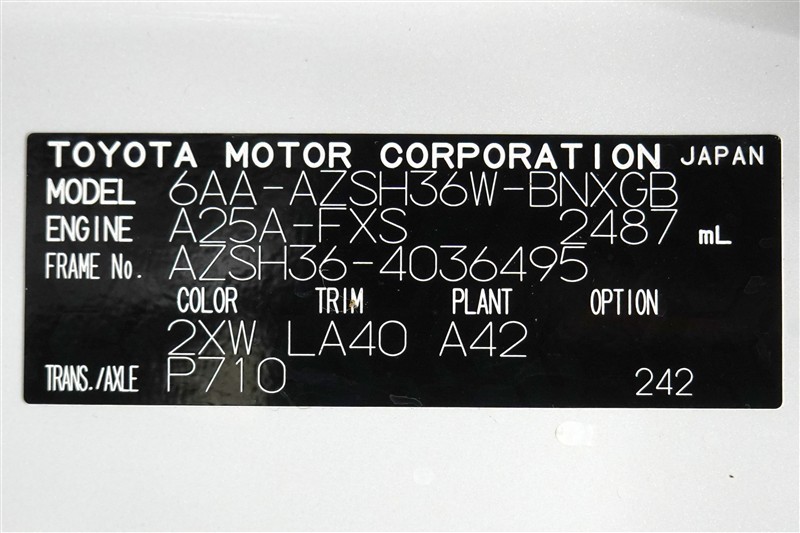 TOYOTA MOTOR CORPORATION JAPAN
MODEL 6AA-AZSH36W-BNXGB
ENGINE A25A-FXS 2487 mL
FRAME No. AZSH36-4036495
COLOR TRIM PLANT OPTION
2XW LA40 A42
TRANS./AXLE P710 242